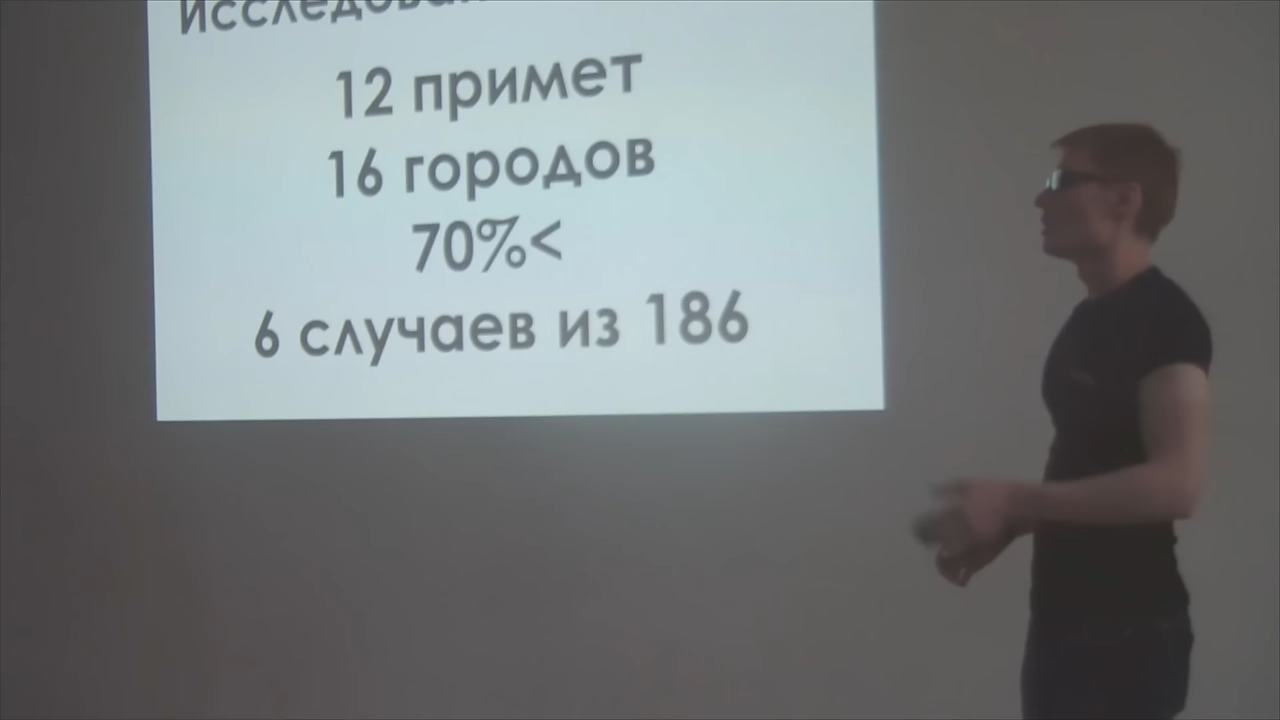 12 примет
16 городов
70%<
6 случаев из 186